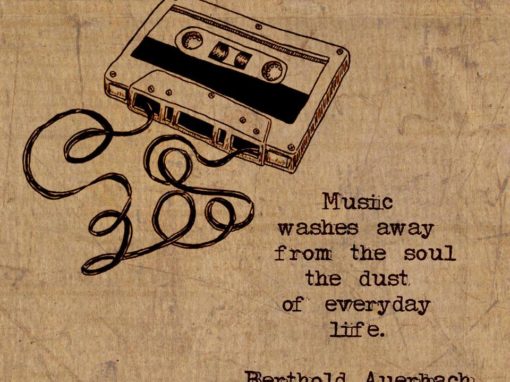 Music
washes away
from the soul
the dust
of everyday
life.
Berthold Auerbach